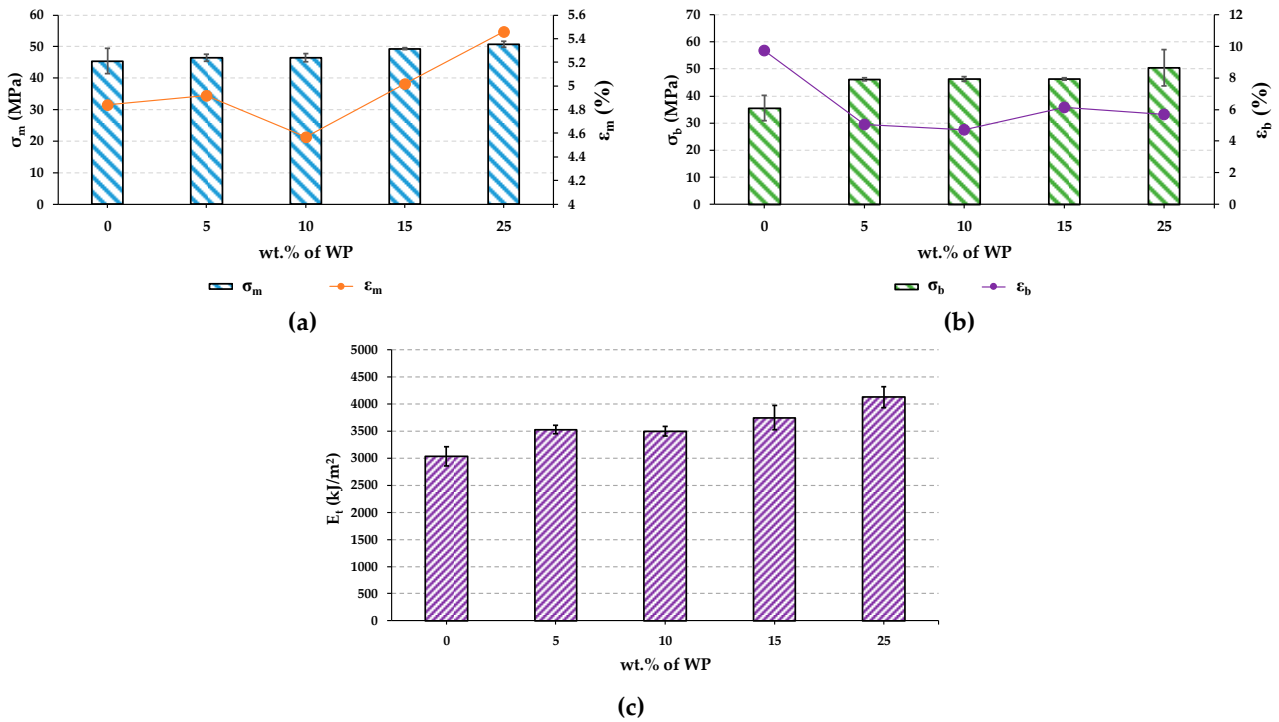 60
50
40
30
20
10
0
σm (MPa)
5.6
5.4
5.2
5
4.8
4.6
4.4
4.2
4
εm (%)
0 5 10 15 25
wt.% of WP
σm εm
(a)
70
60
50
40
30
20
10
0
σb (MPa)
12
10
8
6
4
2
0
εb (%)
0 5 10 15 25
wt.% of WP
σb εb
(b)
5000
4500
4000
3500
3000
2500
2000
1500
1000
500
0
Et (kJ/m²)
0 5 10 15 25
wt.% of WP
(c)